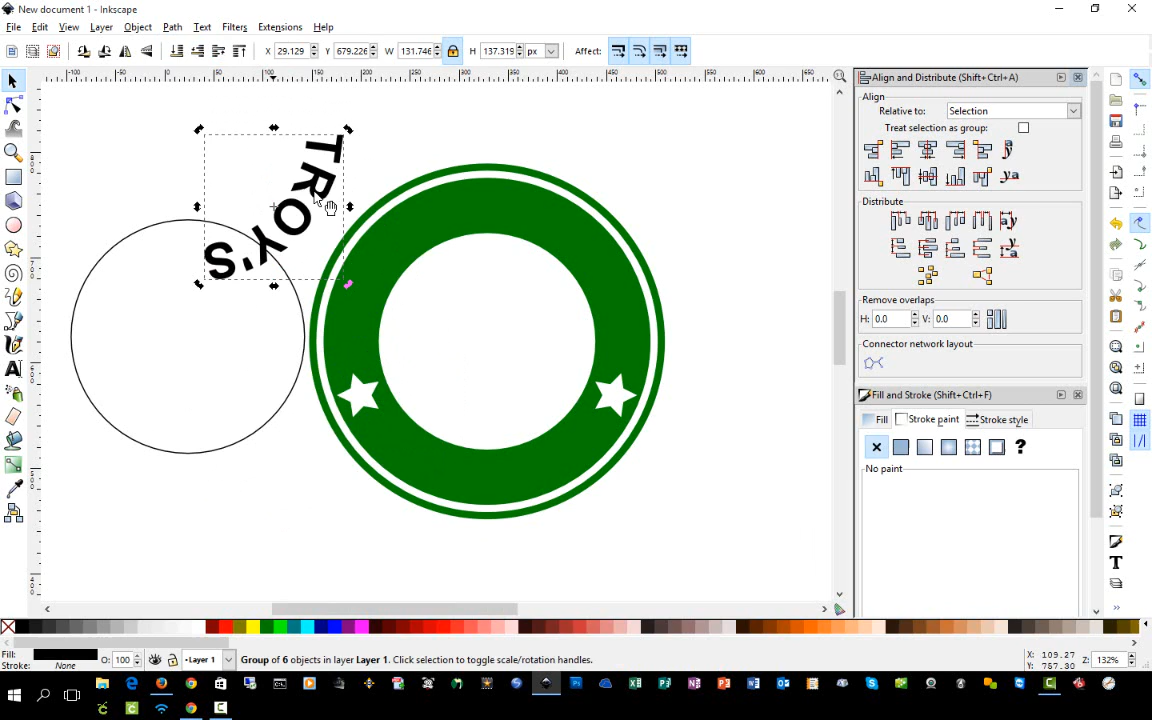 New document 1 - Inkscape
File Edit View Layer Object Path Text Filters Extensions Help
X 29.129 Y 679.226 W 131.746 H 137.319 px Affect:
Align and Distribute (Shift+Ctrl+A)
Align
Relative to: Selection
Treat selection as group:
Distribute
Remove overlaps
H: 0.0 V: 0.0
Connector network layout
Fill and Stroke (Shift+Ctrl+F)
Fill Stroke paint Stroke style
No paint
TROY'S
Fill:
Stroke: None
O: 100
Layer 1
Group of 6 objects in layer Layer 1. Click selection to toggle scale/rotation handles.
X: 109.27
Y: 757.30
Z: 132%